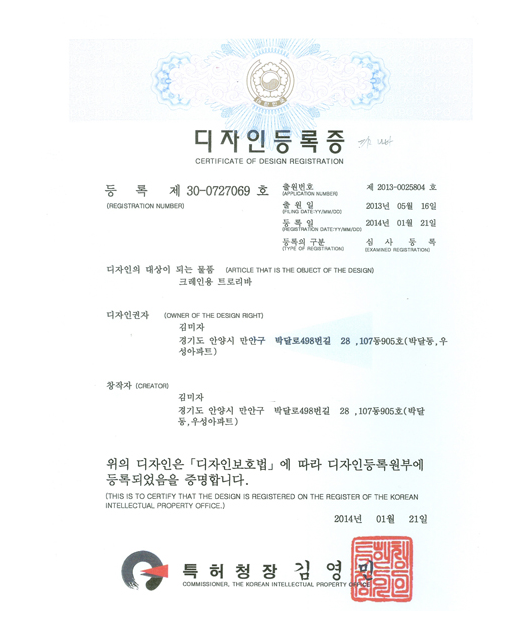 디자인등록증
CERTIFICATE OF DESIGN REGISTRATION
등 록 제 30-0727069 호
(REGISTRATION NUMBER)
출원번호 제 2013-0025804 호
(APPLICATION NUMBER)
출 원 일 2013년 05월 16일
(FILING DATE:YY/MM/DD)
등 록 일 2014년 01월 21일
(REGISTRATION DATE:YY/MM/DD)
등록의 구분 심 사 등 록
(TYPE OF REGISTRATION) (EXAMINED REGISTRATION)
디자인의 대상이 되는 물품 (ARTICLE THAT IS THE OBJECT OF THE DESIGN)
크레인용 트로리바
디자인권자 (OWNER OF THE DESIGN RIGHT)
김미자
경기도 안양시 만안구 박달로498번길 28 ,107동905호(박달동,우
성아파트)
창작자 (CREATOR)
김미자
경기도 안양시 만안구 박달로498번길 28 ,107동905호(박달
동,우성아파트)
위의 디자인은「디자인보호법」에 따라 디자인등록원부에
등록되었음을 증명합니다.
(THIS IS TO CERTIFY THAT THE DESIGN IS REGISTERED ON THE REGISTER OF THE KOREAN
INTELLECTUAL PROPERTY OFFICE.)
2014년 01월 21일
특허청장 김영민
COMMISSIONER, THE KOREAN INTELLECTUAL PROPERTY OFFICE